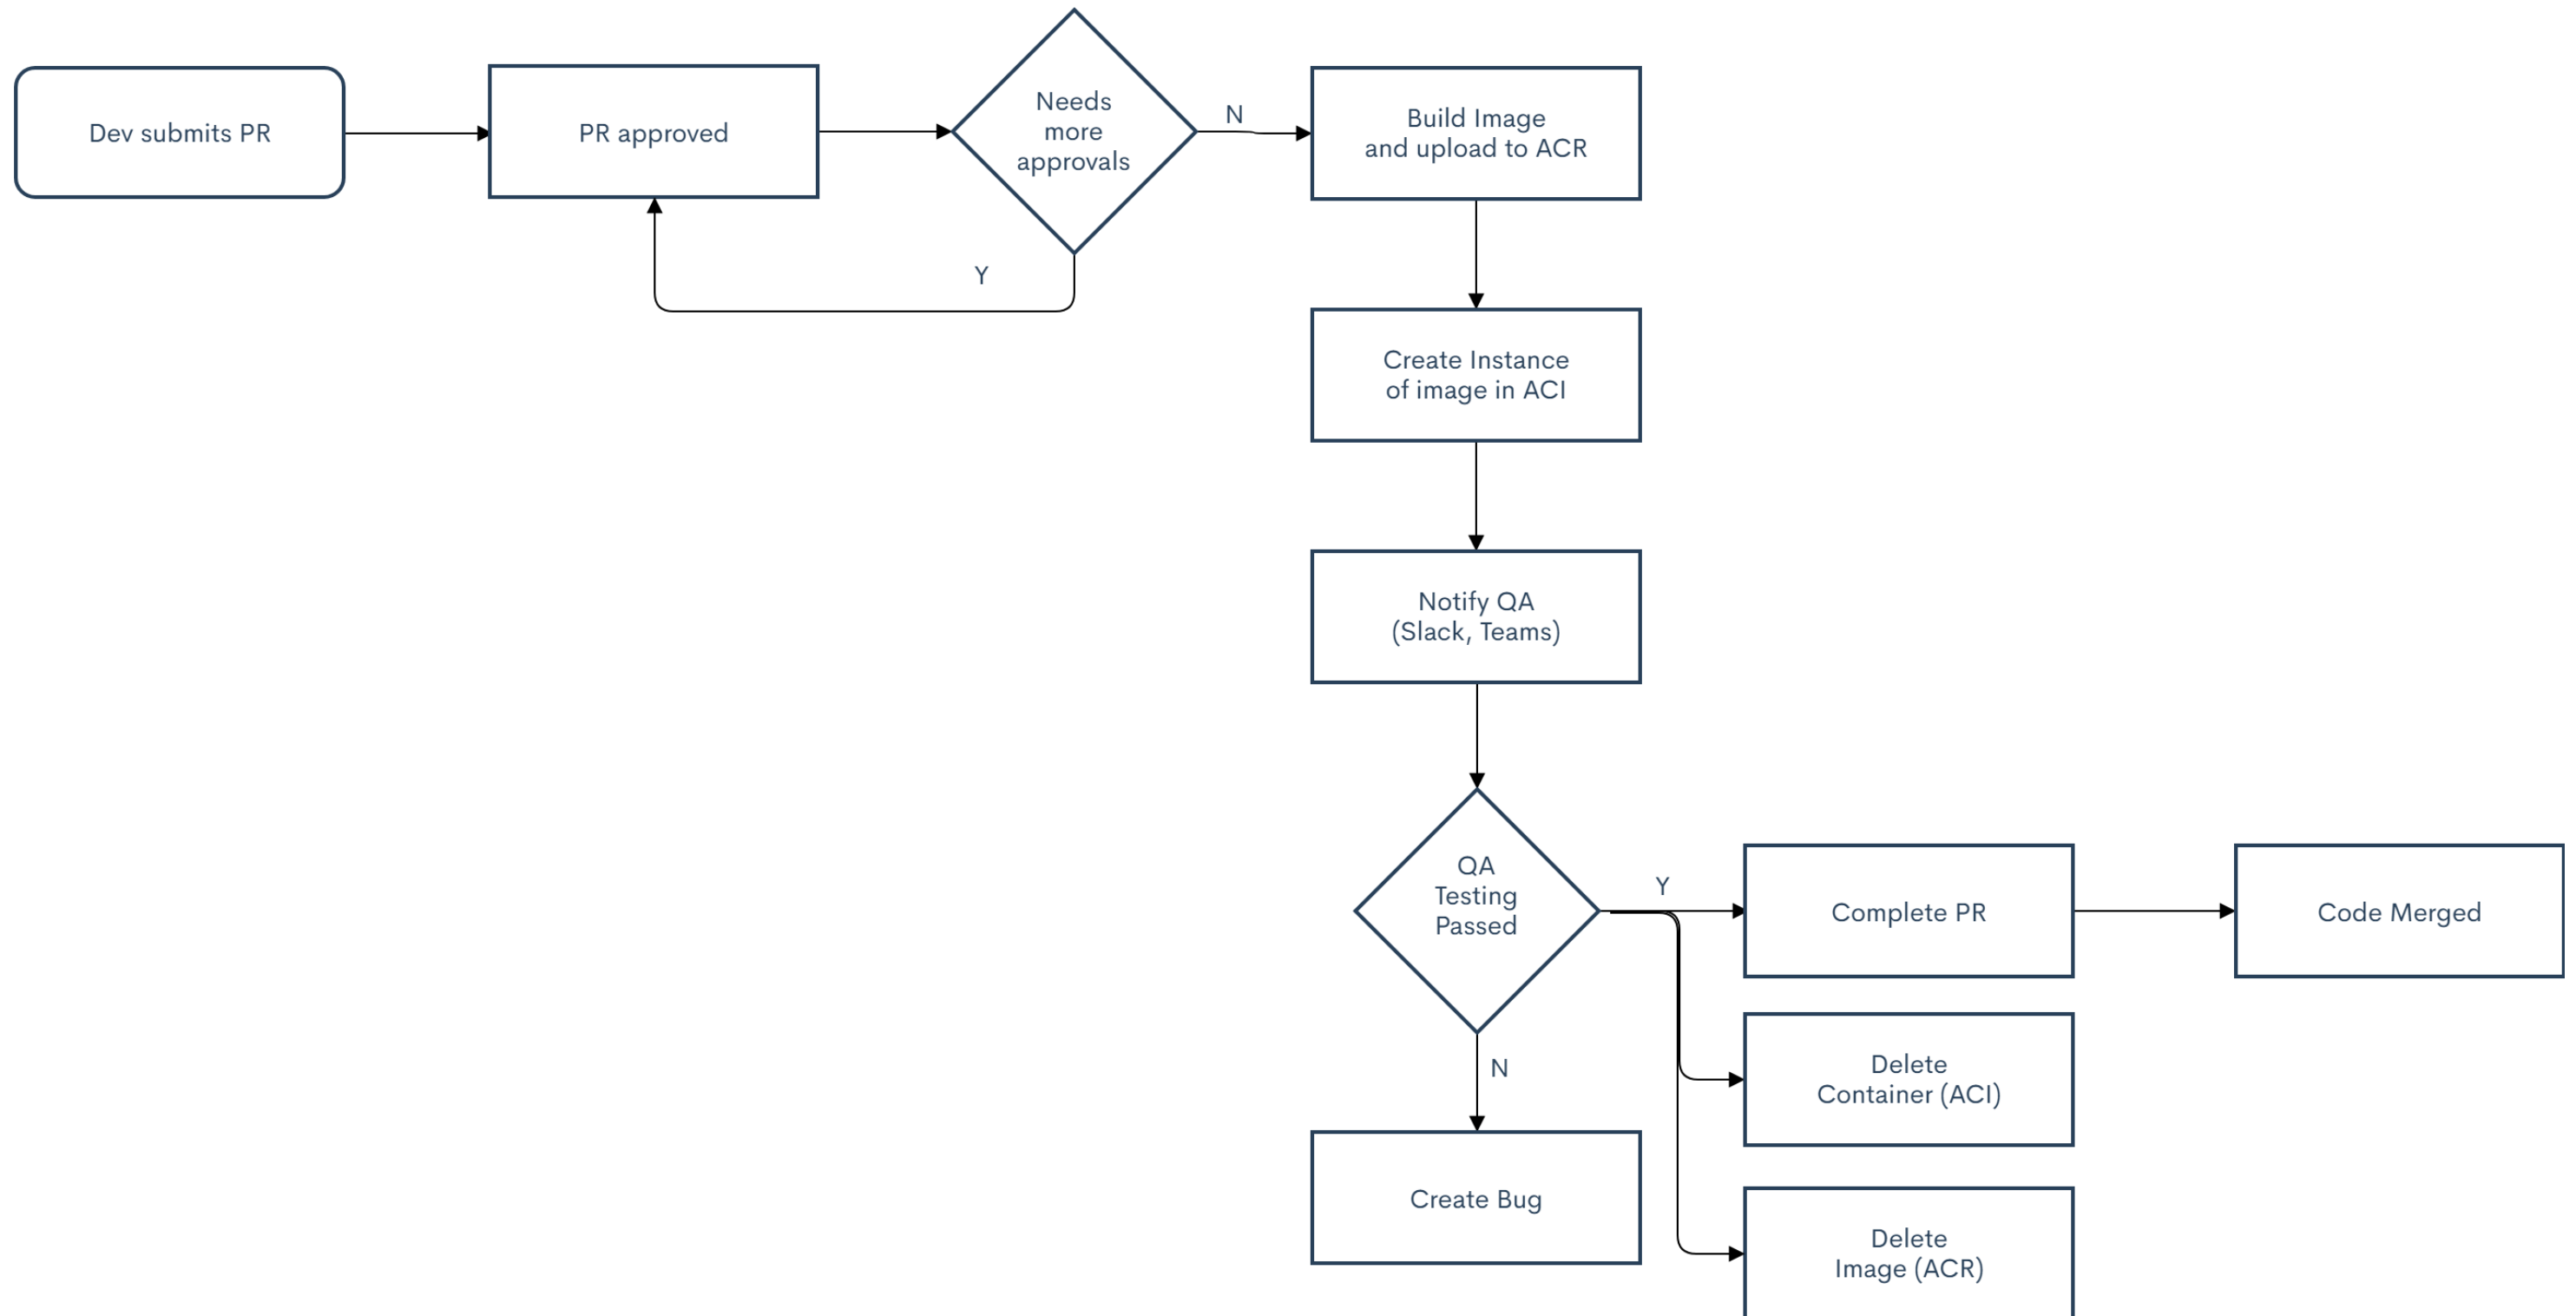 Dev submits PR
PR approved
Needs
more
approvals
N
Build Image
and upload to ACR
Y
Create Instance
of image in ACI
Notify QA
(Slack, Teams)
QA
Testing
Passed
Y
Complete PR
Code Merged
N
Delete
Container (ACI)
Create Bug
Delete
Image (ACR)